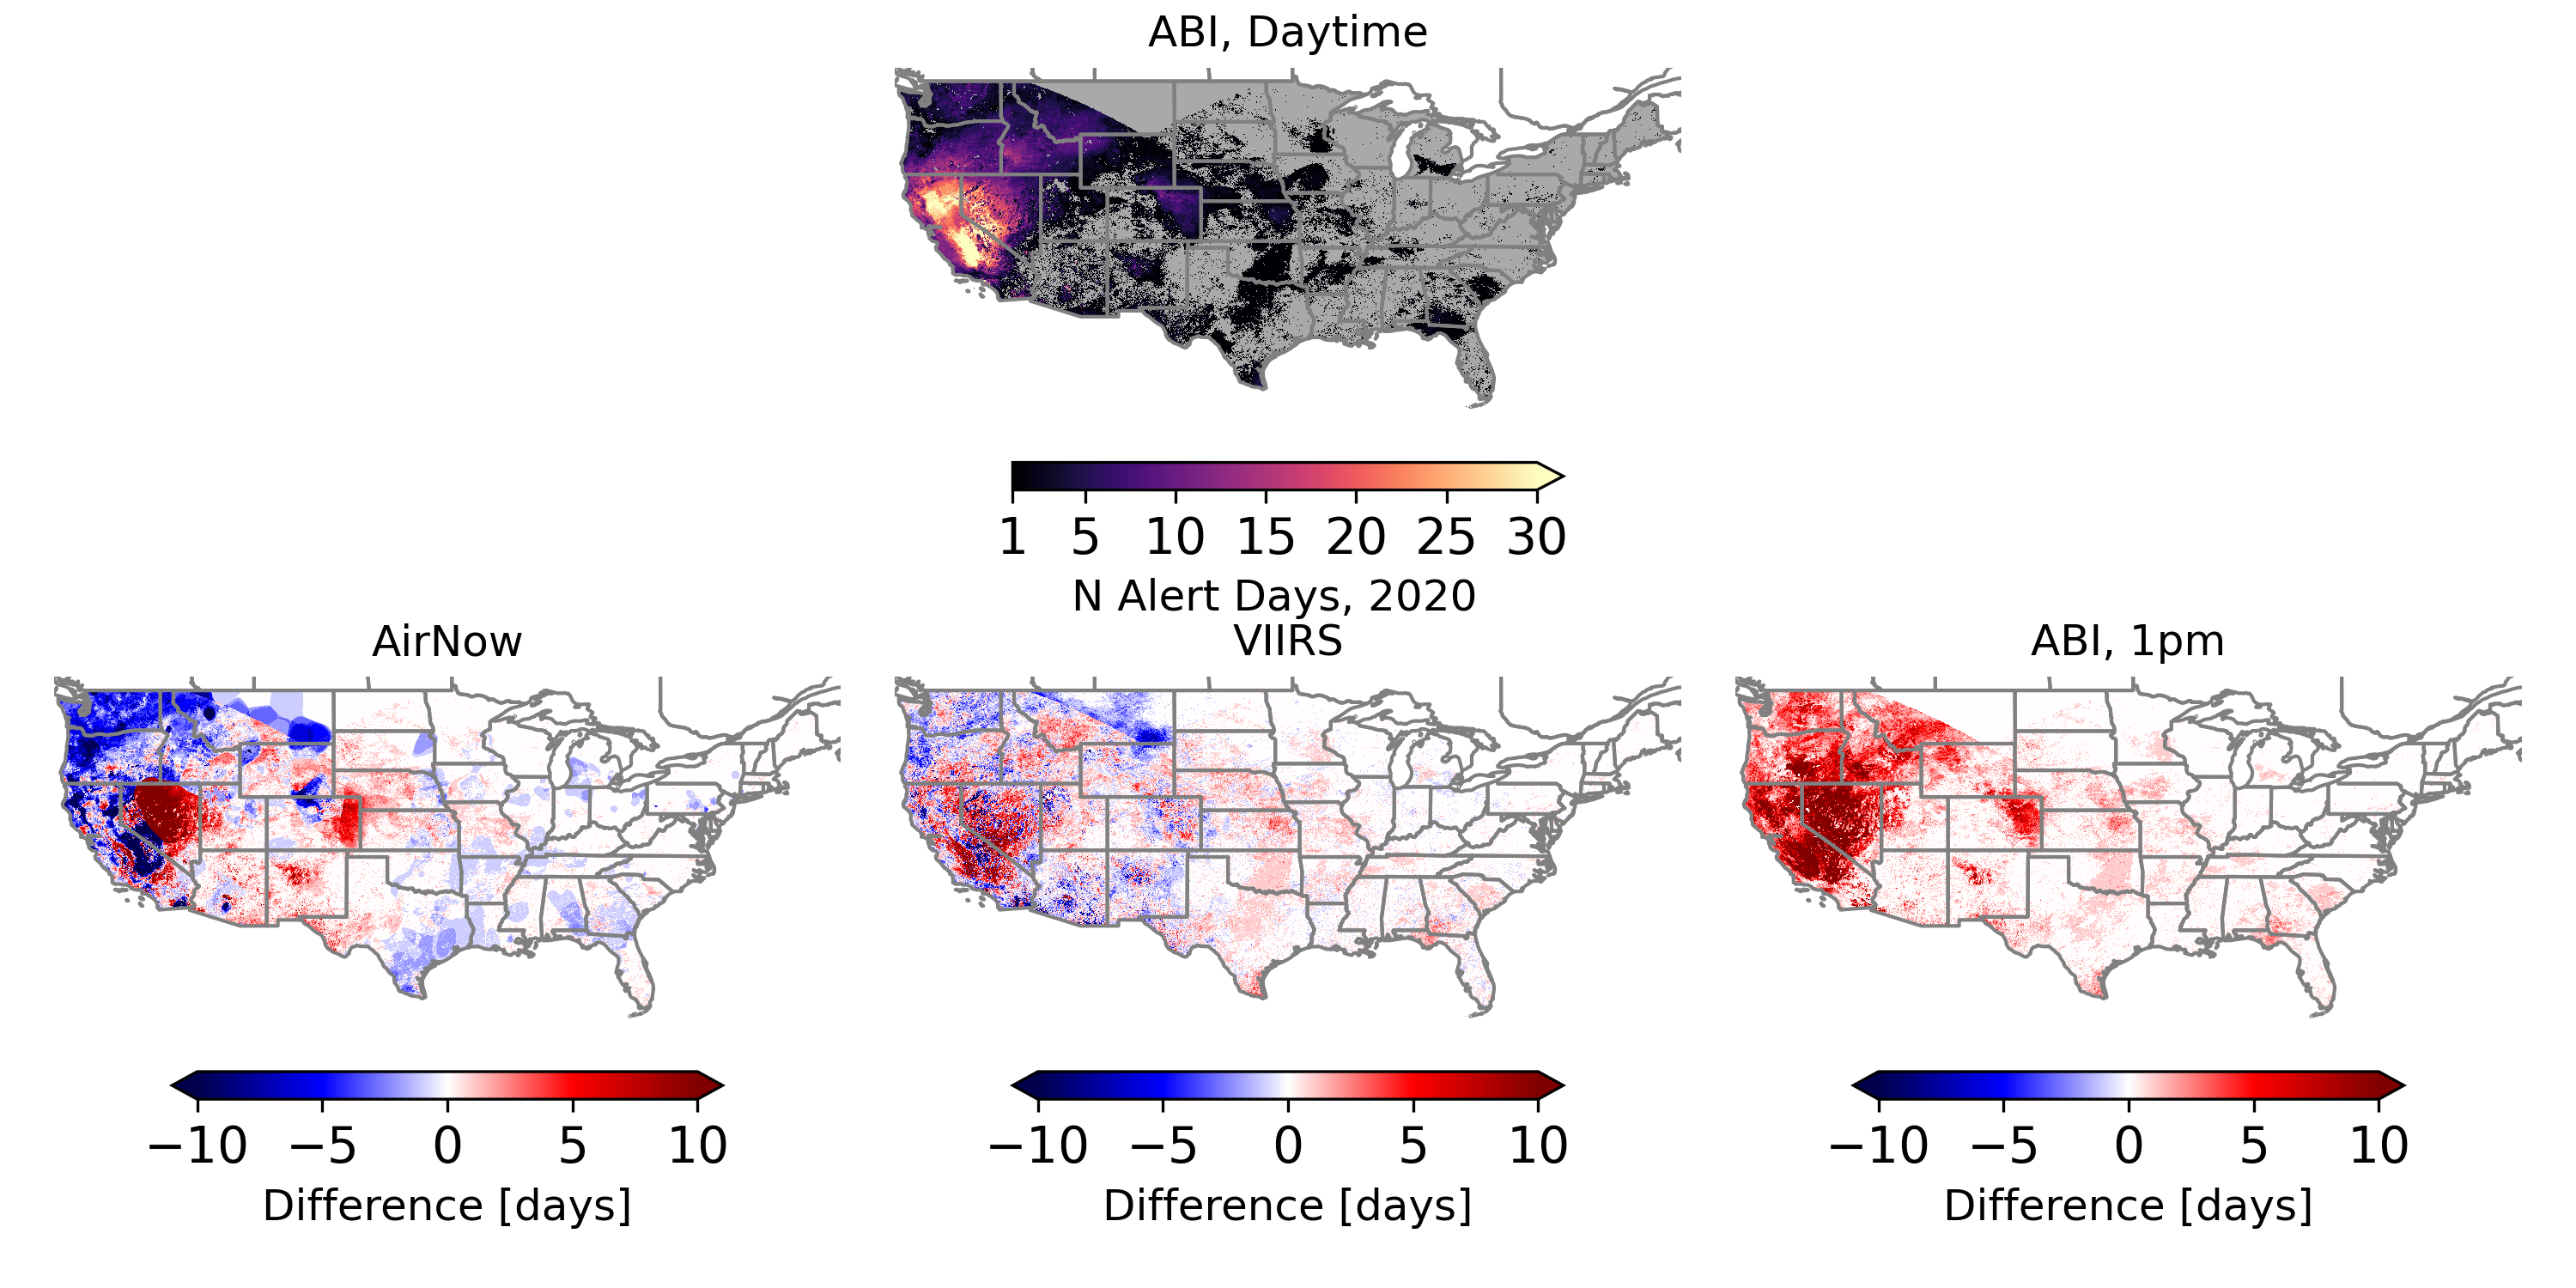 ABI, Daytime
1 5 10 15 20 25 30
N Alert Days, 2020
AirNow
VIIRS
ABI, 1pm
−10 −5 0 5 10
Difference [days]
−10 −5 0 5 10
Difference [days]
−10 −5 0 5 10
Difference [days]